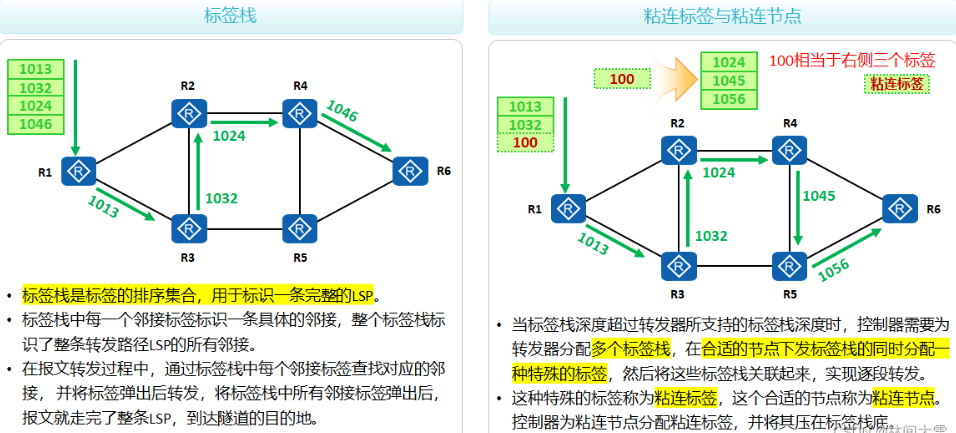 标签栈
1013
1032
1024
1046
R2
R4
R1
R6
R3
R5
1013
1032
1024
1046
• 标签栈是标签的排序集合，用于标识一条完整的LSP。
• 标签栈中每一个邻接标签标识一条具体的邻接，整个标签栈标
识了整条转发路径LSP的所有邻接。
• 在报文转发过程中，通过标签栈中每个邻接标签查找对应的邻
接， 并将标签弹出后转发，将标签栈中所有邻接标签弹出后，
报文就走完了整条LSP，到达隧道的目的地。
粘连标签与粘连节点
100
1024
1045
1056
100相当于右侧三个标签
粘连标签
1013
1032
100
R2
R4
R1
R6
R3
R5
1013
1032
1024
1045
1056
• 当标签栈深度超过转发器所支持的标签栈深度时，控制器需要为
转发器分配多个标签栈，在合适的节点下发标签栈的同时分配一
种特殊的标签，然后将这些标签栈关联起来，实现逐段转发。
• 这种特殊的标签称为粘连标签，这个合适的节点称为粘连节点。
控制器为粘连节点分配粘连标签，并将其压在标签栈底。